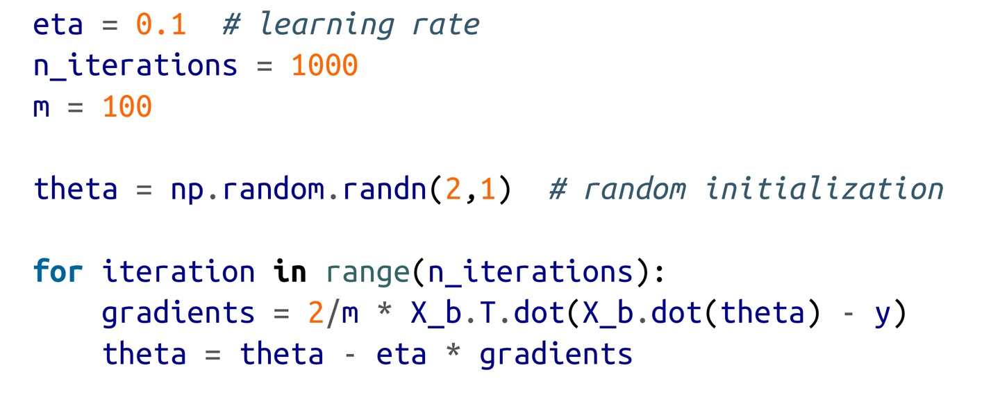 eta = 0.1  # learning rate
n_iterations = 1000
m = 100

theta = np.random.randn(2,1)  # random initialization

for iteration in range(n_iterations):
    gradients = 2/m * X_b.T.dot(X_b.dot(theta) - y)
    theta = theta - eta * gradients